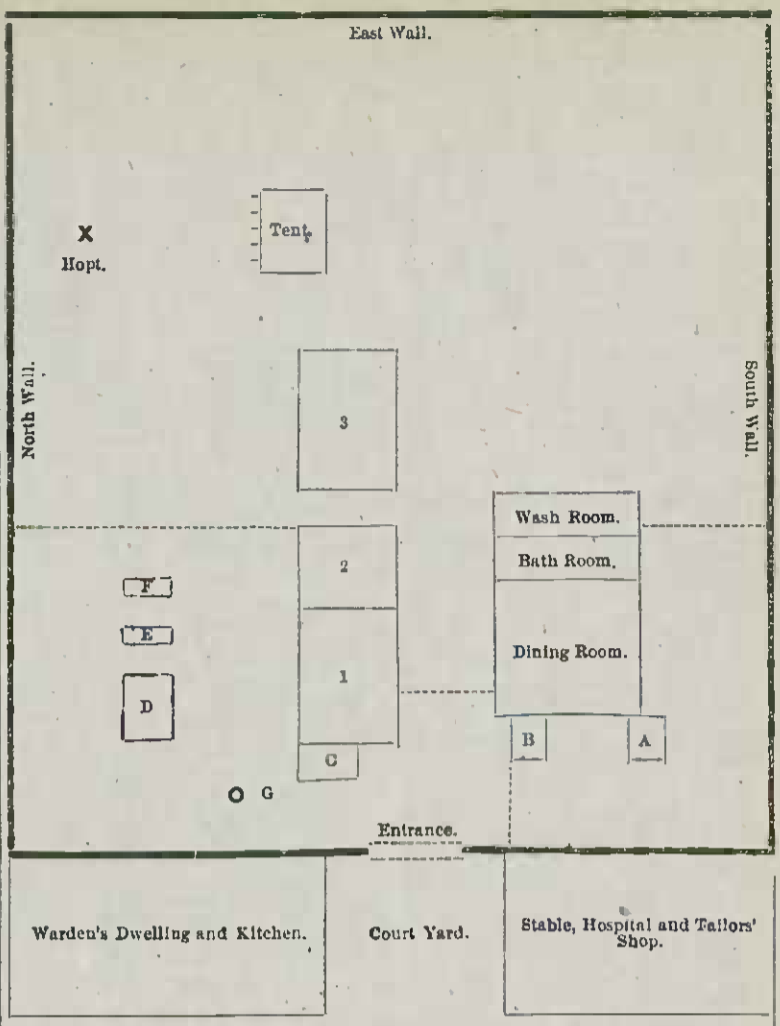 East Wall.
Tent.
X
Hopt.
North Wall.
South Wall.
3
Wash Room.
2
Bath Room.
F
E
Dining Room.
1
D
B
A
C
O G
Entrance.
Warden's Dwelling and Kitchen.
Court Yard.
Stable, Hospital and Tailors'
Shop.